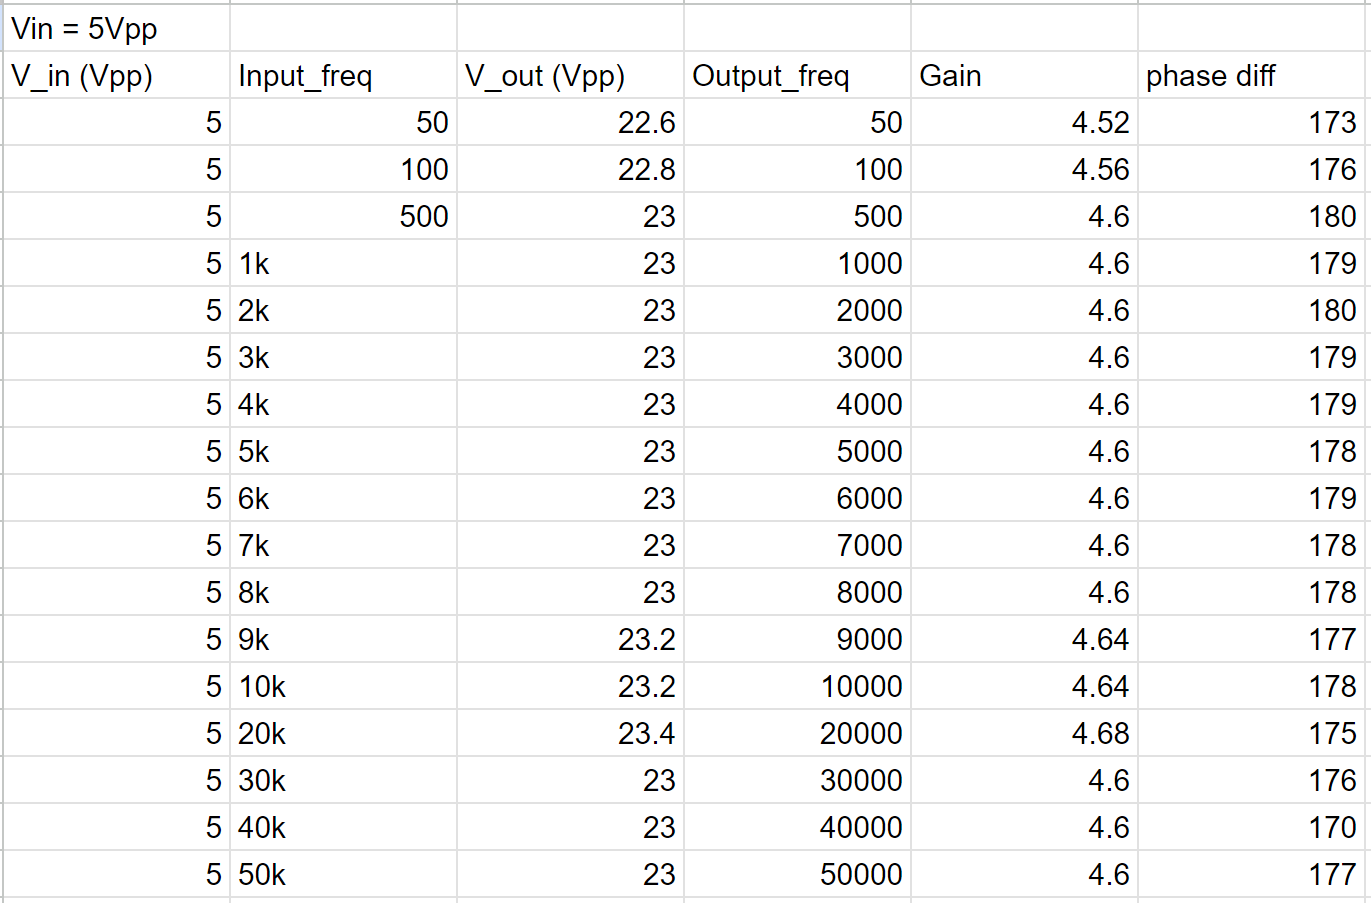 Vin = 5Vpp
V_in (Vpp) Input_freq V_out (Vpp) Output_freq Gain phase diff
5 50 22.6 50 4.52 173
5 100 22.8 100 4.56 176
5 500 23 500 4.6 180
5 1k 23 1000 4.6 179
5 2k 23 2000 4.6 180
5 3k 23 3000 4.6 179
5 4k 23 4000 4.6 179
5 5k 23 5000 4.6 178
5 6k 23 6000 4.6 179
5 7k 23 7000 4.6 178
5 8k 23 8000 4.6 178
5 9k 23.2 9000 4.64 177
5 10k 23.2 10000 4.64 178
5 20k 23.4 20000 4.68 175
5 30k 23 30000 4.6 176
5 40k 23 40000 4.6 170
5 50k 23 50000 4.6 177